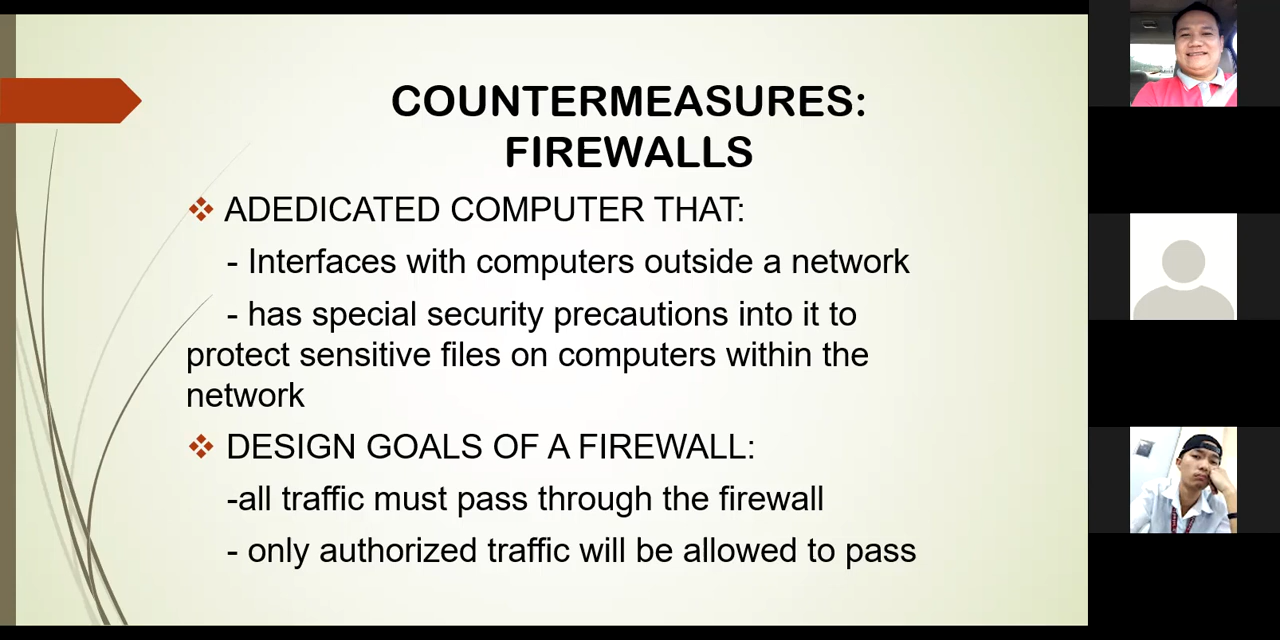 COUNTERMEASURES:
FIREWALLS
ADEDICATED COMPUTER THAT:
- Interfaces with computers outside a network
- has special security precautions into it to
protect sensitive files on computers within the
network
DESIGN GOALS OF A FIREWALL:
-all traffic must pass through the firewall
- only authorized traffic will be allowed to pass